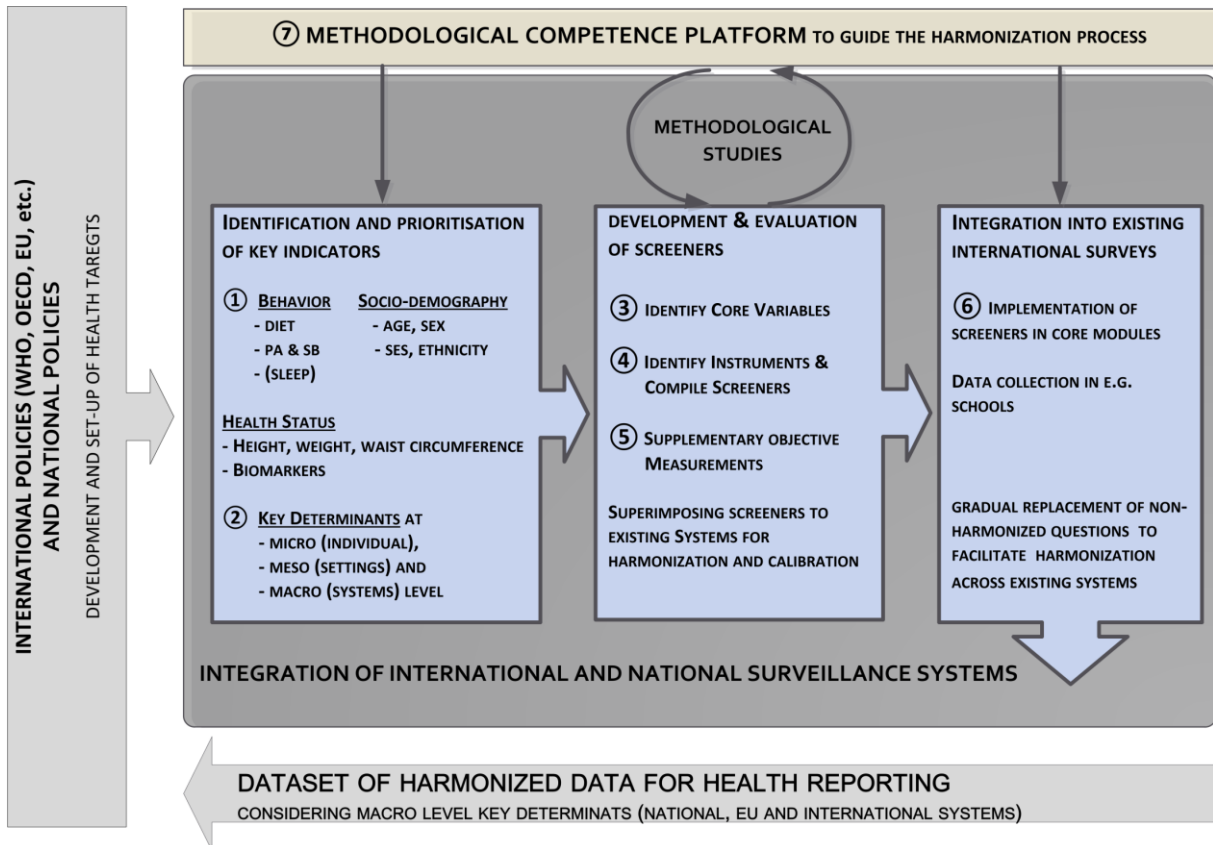 INTERNATIONAL POLICIES (WHO, OECD, EU, etc.)
AND NATIONAL POLICIES
DEVELOPMENT AND SET-UP OF HEALTH TAREGTS
⑦ METHODOLOGICAL COMPETENCE PLATFORM TO GUIDE THE HARMONIZATION PROCESS
METHODOLOGICAL
STUDIES
IDENTIFICATION AND PRIORITISATION
OF KEY INDICATORS
① BEHAVIOR
- DIET
- PA & SB
- (SLEEP)
SOCIO-DEMOGRAPHY
- AGE, SEX
- SES, ETHNICITY
HEALTH STATUS
- HEIGHT, WEIGHT, WAIST CIRCUMFERENCE
- BIOMARKERS
② KEY DETERMINANTS AT
- MICRO (INDIVIDUAL),
- MESO (SETTINGS) AND
- MACRO (SYSTEMS) LEVEL
DEVELOPMENT & EVALUATION
OF SCREENERS
③ IDENTIFY CORE VARIABLES
④ IDENTIFY INSTRUMENTS &
COMPILE SCREENERS
⑤ SUPPLEMENTARY OBJECTIVE
MEASUREMENTS
SUPERIMPOSING SCREENERS TO
EXISTING SYSTEMS FOR
HARMONIZATION AND CALIBRATION
INTEGRATION INTO EXISTING
INTERNATIONAL SURVEYS
⑥ IMPLEMENTATION OF
SCREENERS IN CORE MODULES
DATA COLLECTION IN E.G.
SCHOOLS
GRADUAL REPLACEMENT OF NON-
HARMONIZED QUESTIONS TO
FACILITATE HARMONIZATION
ACROSS EXISTING SYSTEMS
INTEGRATION OF INTERNATIONAL AND NATIONAL SURVEILLANCE SYSTEMS
DATASET OF HARMONIZED DATA FOR HEALTH REPORTING
CONSIDERING MACRO LEVEL KEY DETERMINATS (NATIONAL, EU AND INTERNATIONAL SYSTEMS)